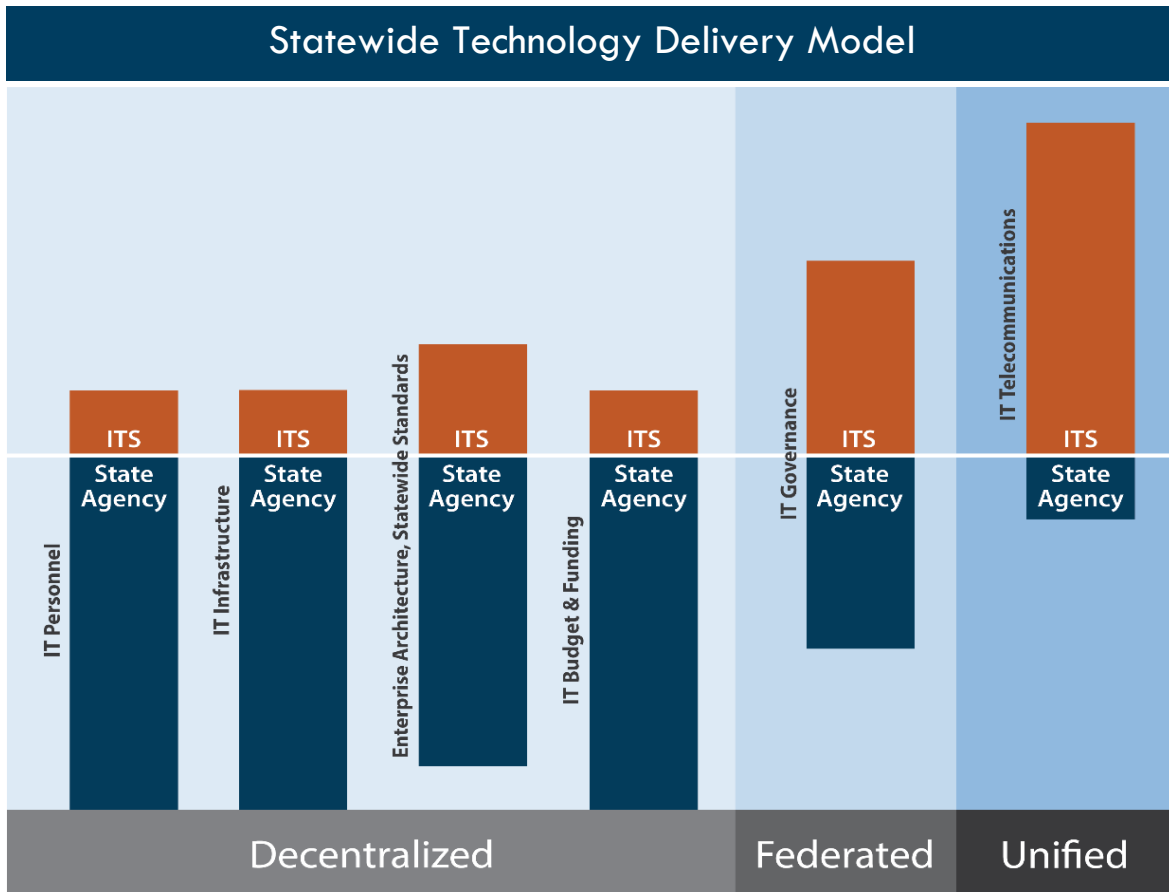 Statewide Technology Delivery Model
IT Personnel
ITS
State
Agency
IT Infrastructure
ITS
State
Agency
Enterprise Architecture, Statewide Standards
ITS
State
Agency
IT Budget & Funding
ITS
State
Agency
IT Governance
ITS
State
Agency
IT Telecommunications
ITS
State
Agency
Decentralized
Federated
Unified